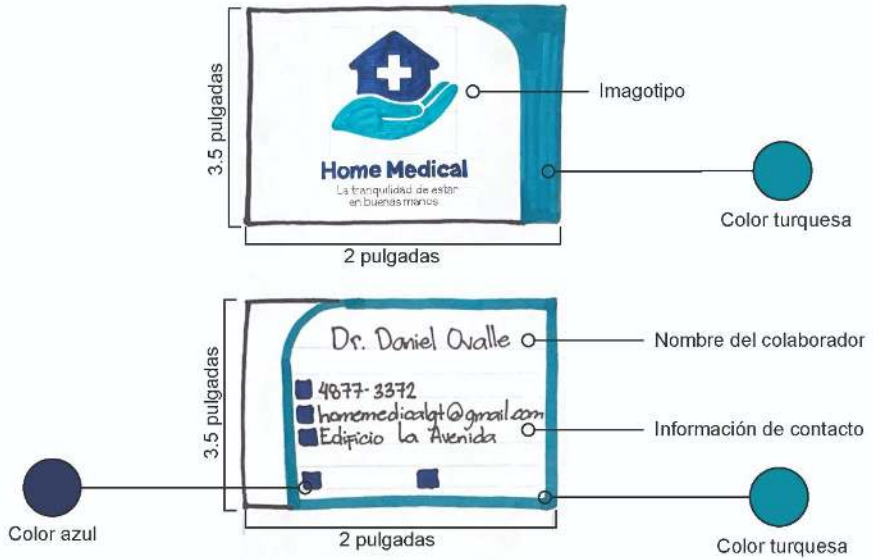 3.5 pulgadas
Imagotipo
Home Medical
La tranquilidad de estar
en buenas manos
Color turquesa
2 pulgadas
3.5 pulgadas
Dr. Daniel Ovalle
Nombre del colaborador
4877-3372
homemedicalgt@gmail.com
Edificio La Avenida
Información de contacto
Color azul
2 pulgadas
Color turquesa